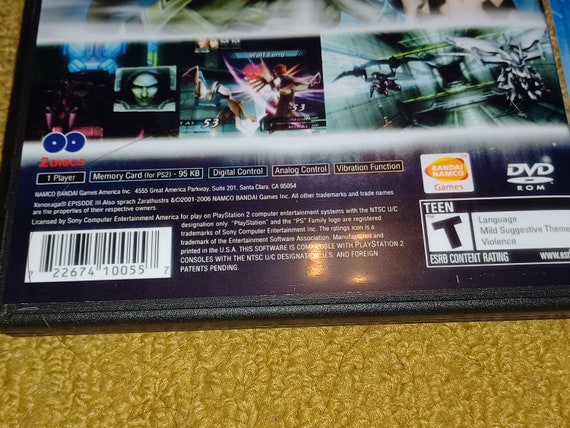 Wolfgang
53
53
2 DISCS
1 Player
Memory Card (for PS2) - 95 KB
Digital Control
Analog Control
Vibration Function
NAMCO BANDAI Games America Inc. 4555 Great America Parkway, Suite 201, Santa Clara, CA 95054
Xenosaga® EPISODE III Also sprach Zarathustra &©2001-2006 NAMCO BANDAI Games Inc. All other trademarks and trade names
are the properties of their respective owners.
Licensed by Sony Computer Entertainment America for play on PlayStation 2 computer entertainment systems with the NTSC U/C
designation only. "PlayStation" and the "PS" Family logo are registered
trademarks of Sony Computer Entertainment Inc. The ratings icon is a
trademark of the Entertainment Software Association. Manufactured and
printed in the U.S.A. THIS SOFTWARE IS COMPATIBLE WITH PLAYSTATION 2
CONSOLES WITH THE NTSC U/C DESIGNATION. U.S. AND FOREIGN
PATENTS PENDING.
BANDAI
NAMCO
Games
DVD
ROM
TEEN
T
Language
Mild Suggestive Theme
Violence
ESRB CONTENT RATING
www.esr
7 22674 10055 7